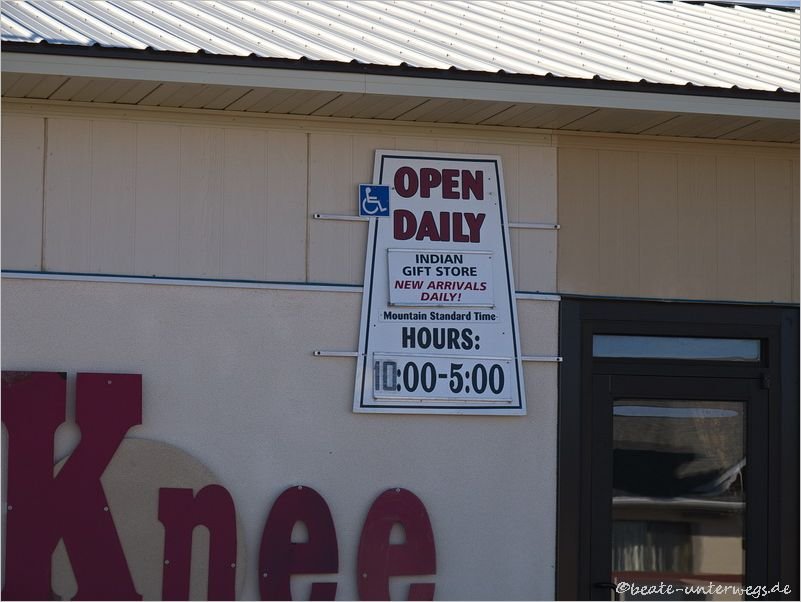 OPEN
DAILY
INDIAN
GIFT STORE
NEW ARRIVALS
DAILY!
Mountain Standard Time
HOURS:
10:00-5:00
Knee
©beate-unterwegs.de